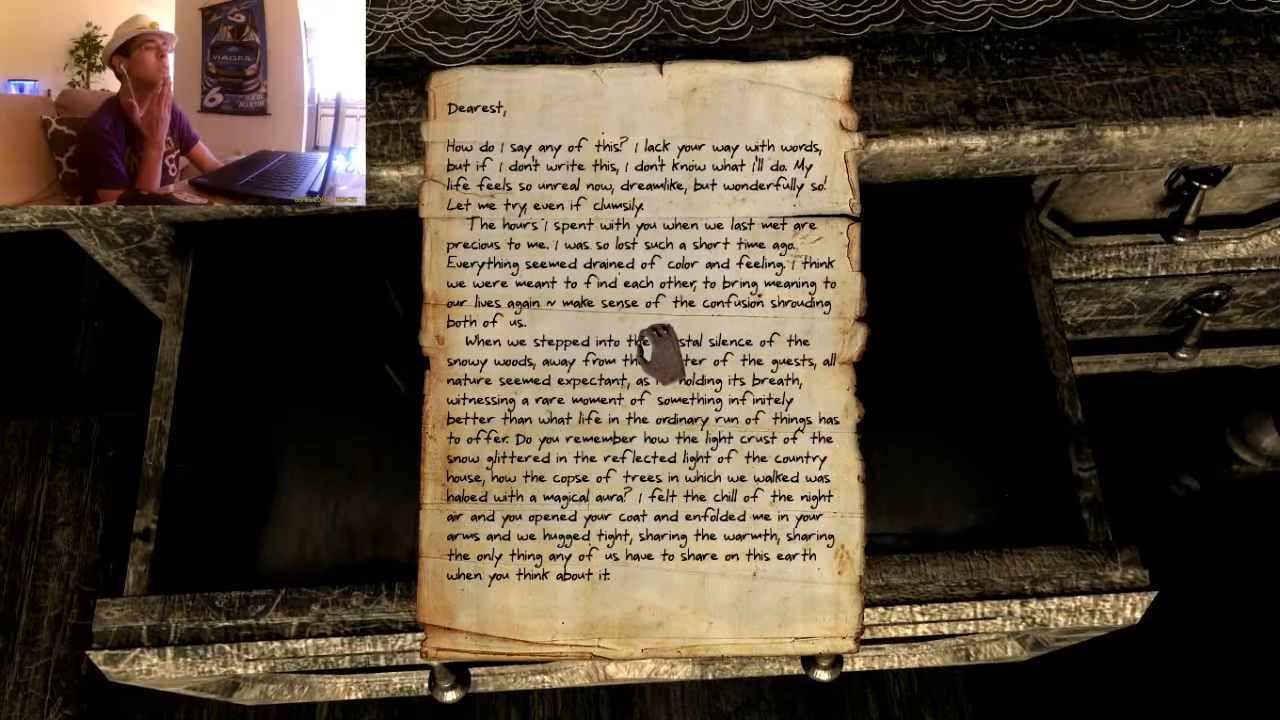 6
VIAGRA
6
MARK
MARTIN
Dearest,
How do I say any of this? I lack your way with words,
but if I don't write this, I don't know what I'll do. My
life feels so unreal now, dreamlike, but wonderfully so!
Let me try, even if clumsily.
The hours I spent with you when we last met are
precious to me. I was so lost such a short time ago.
Everything seemed drained of color and feeling. I think
we were meant to find each other, to bring meaning to
our lives again ~ make sense of the confusion shrouding
both of us.
When we stepped into the stal silence of the
snowy woods, away from th ter of the guests, all
nature seemed expectant, as holding its breath,
witnessing a rare moment of something infinitely
better than what life in the ordinary run of things has
to offer. Do you remember how the light crust of the
snow glittered in the reflected light of the country
house, how the copse of trees in which we walked was
haloed with a magical aura? I felt the chill of the night
air and you opened your coat and enfolded me in your
arms and we hugged tight, sharing the warmth, sharing
the only thing any of us have to share on this earth
when you think about it.